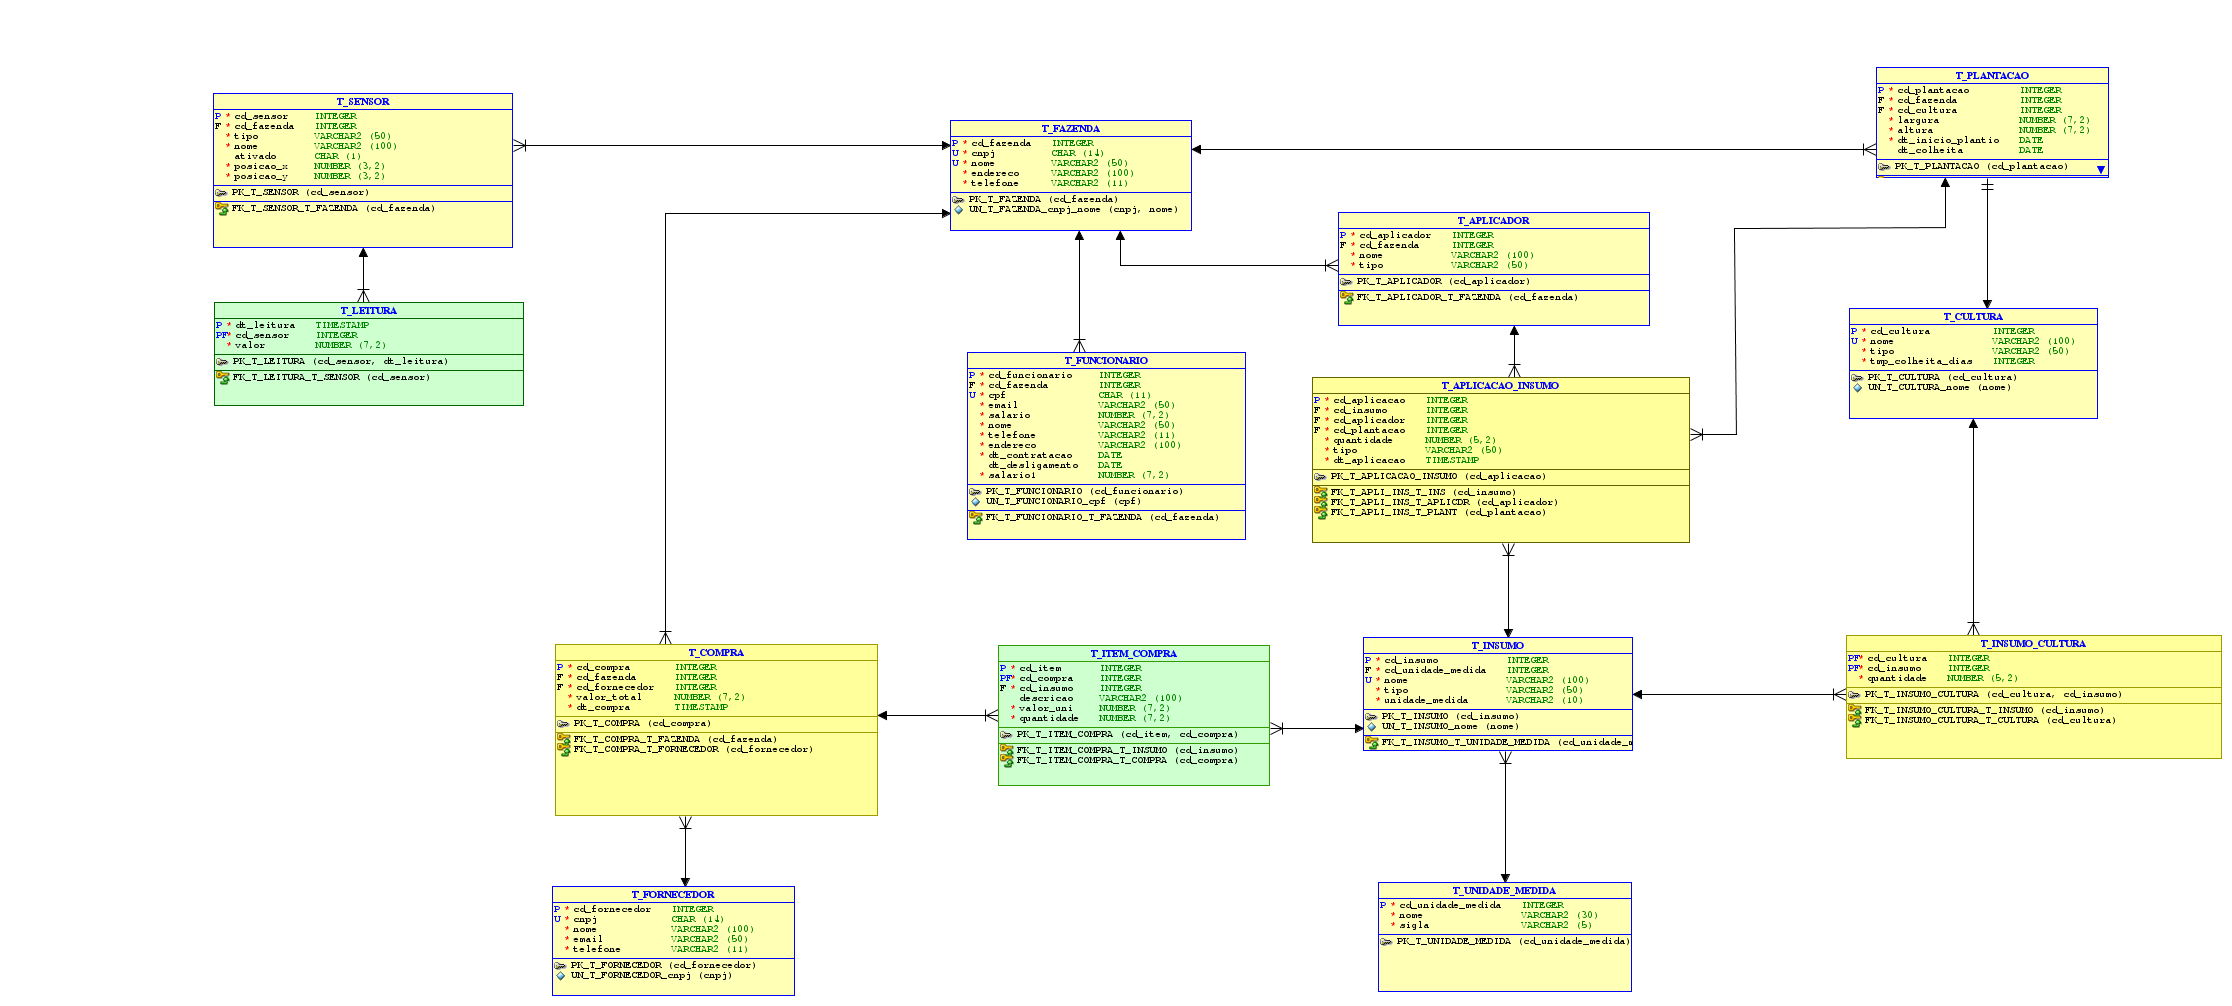 T_SENSOR
P * cd_sensor INTEGER
F * cd_fazenda INTEGER
* tipo VARCHAR2 (50)
* nome VARCHAR2 (100)
ativado CHAR (1)
* posicao_x NUMBER (3,2)
* posicao_y NUMBER (3,2)
PK_T_SENSOR (cd_sensor)
FK_T_SENSOR_T_FAZENDA (cd_fazenda)
T_LEITURA
P * dt_leitura TIMESTAMP
PF* cd_sensor INTEGER
* valor NUMBER (7,2)
PK_T_LEITURA (cd_sensor, dt_leitura)
FK_T_LEITURA_T_SENSOR (cd_sensor)
T_FAZENDA
P * cd_fazenda INTEGER
U * cnpj CHAR (14)
U * nome VARCHAR2 (50)
* endereco VARCHAR2 (100)
* telefone VARCHAR2 (11)
PK_T_FAZENDA (cd_fazenda)
UN_T_FAZENDA_cnpj_nome (cnpj, nome)
T_PLANTACAO
P * cd_plantacao INTEGER
F * cd_fazenda INTEGER
F * cd_cultura INTEGER
* largura NUMBER (7,2)
* altura NUMBER (7,2)
* dt_inicio_plantio DATE
dt_colheita DATE
PK_T_PLANTACAO (cd_plantacao)
T_APLICADOR
P * cd_aplicador INTEGER
F * cd_fazenda INTEGER
* nome VARCHAR2 (100)
* tipo VARCHAR2 (50)
PK_T_APLICADOR (cd_aplicador)
FK_T_APLICADOR_T_FAZENDA (cd_fazenda)
T_CULTURA
P * cd_cultura INTEGER
U * nome VARCHAR2 (100)
* tipo VARCHAR2 (50)
* tmp_colheita_dias INTEGER
PK_T_CULTURA (cd_cultura)
UN_T_CULTURA_nome (nome)
T_FUNCIONARIO
P * cd_funcionario INTEGER
F * cd_fazenda INTEGER
U * cpf CHAR (11)
* email VARCHAR2 (50)
* salario NUMBER (7,2)
* nome VARCHAR2 (50)
* telefone VARCHAR2 (11)
* endereco VARCHAR2 (100)
* dt_contratacao DATE
dt_desligamento DATE
* salario1 NUMBER (7,2)
PK_T_FUNCIONARIO (cd_funcionario)
UN_T_FUNCIONARIO_cpf (cpf)
FK_T_FUNCIONARIO_T_FAZENDA (cd_fazenda)
T_APLICACAO_INSUMO
P * cd_aplicacao INTEGER
F * cd_insumo INTEGER
F * cd_aplicador INTEGER
F * cd_plantacao INTEGER
* quantidade NUMBER (5,2)
* tipo VARCHAR2 (50)
* dt_aplicacao TIMESTAMP
PK_T_APLICACAO_INSUMO (cd_aplicacao)
FK_T_APLI_INS_T_INS (cd_insumo)
FK_T_APLI_INS_T_APLICDR (cd_aplicador)
FK_T_APLI_INS_T_PLANT (cd_plantacao)
T_COMPRA
P * cd_compra INTEGER
F * cd_fazenda INTEGER
F * cd_fornecedor INTEGER
* valor_total NUMBER (7,2)
* dt_compra TIMESTAMP
PK_T_COMPRA (cd_compra)
FK_T_COMPRA_T_FAZENDA (cd_fazenda)
FK_T_COMPRA_T_FORNECEDOR (cd_fornecedor)
T_ITEM_COMPRA
P * cd_item INTEGER
PF* cd_compra INTEGER
F * cd_insumo INTEGER
descricao VARCHAR2 (100)
* valor_uni NUMBER (7,2)
* quantidade NUMBER (7,2)
PK_T_ITEM_COMPRA (cd_item, cd_compra)
FK_T_ITEM_COMPRA_T_INSUMO (cd_insumo)
FK_T_ITEM_COMPRA_T_COMPRA (cd_compra)
T_INSUMO
P * cd_insumo INTEGER
F * cd_unidade_medida INTEGER
U * nome VARCHAR2 (100)
* tipo VARCHAR2 (50)
* unidade_medida VARCHAR2 (10)
PK_T_INSUMO (cd_insumo)
UN_T_INSUMO_nome (nome)
FK_T_INSUMO_T_UNIDADE_MEDIDA (cd_unidade_m
T_INSUMO_CULTURA
PF* cd_cultura INTEGER
PF* cd_insumo INTEGER
* quantidade NUMBER (5,2)
PK_T_INSUMO_CULTURA (cd_cultura, cd_insumo)
FK_T_INSUMO_CULTURA_T_INSUMO (cd_insumo)
FK_T_INSUMO_CULTURA_T_CULTURA (cd_cultura)
T_FORNECEDOR
P * cd_fornecedor INTEGER
U * cnpj CHAR (14)
* nome VARCHAR2 (100)
* email VARCHAR2 (50)
* telefone VARCHAR2 (11)
PK_T_FORNECEDOR (cd_fornecedor)
UN_T_FORNECEDOR_cnpj (cnpj)
T_UNIDADE_MEDIDA
P * cd_unidade_medida INTEGER
* nome VARCHAR2 (30)
* sigla VARCHAR2 (5)
PK_T_UNIDADE_MEDIDA (cd_unidade_medida)